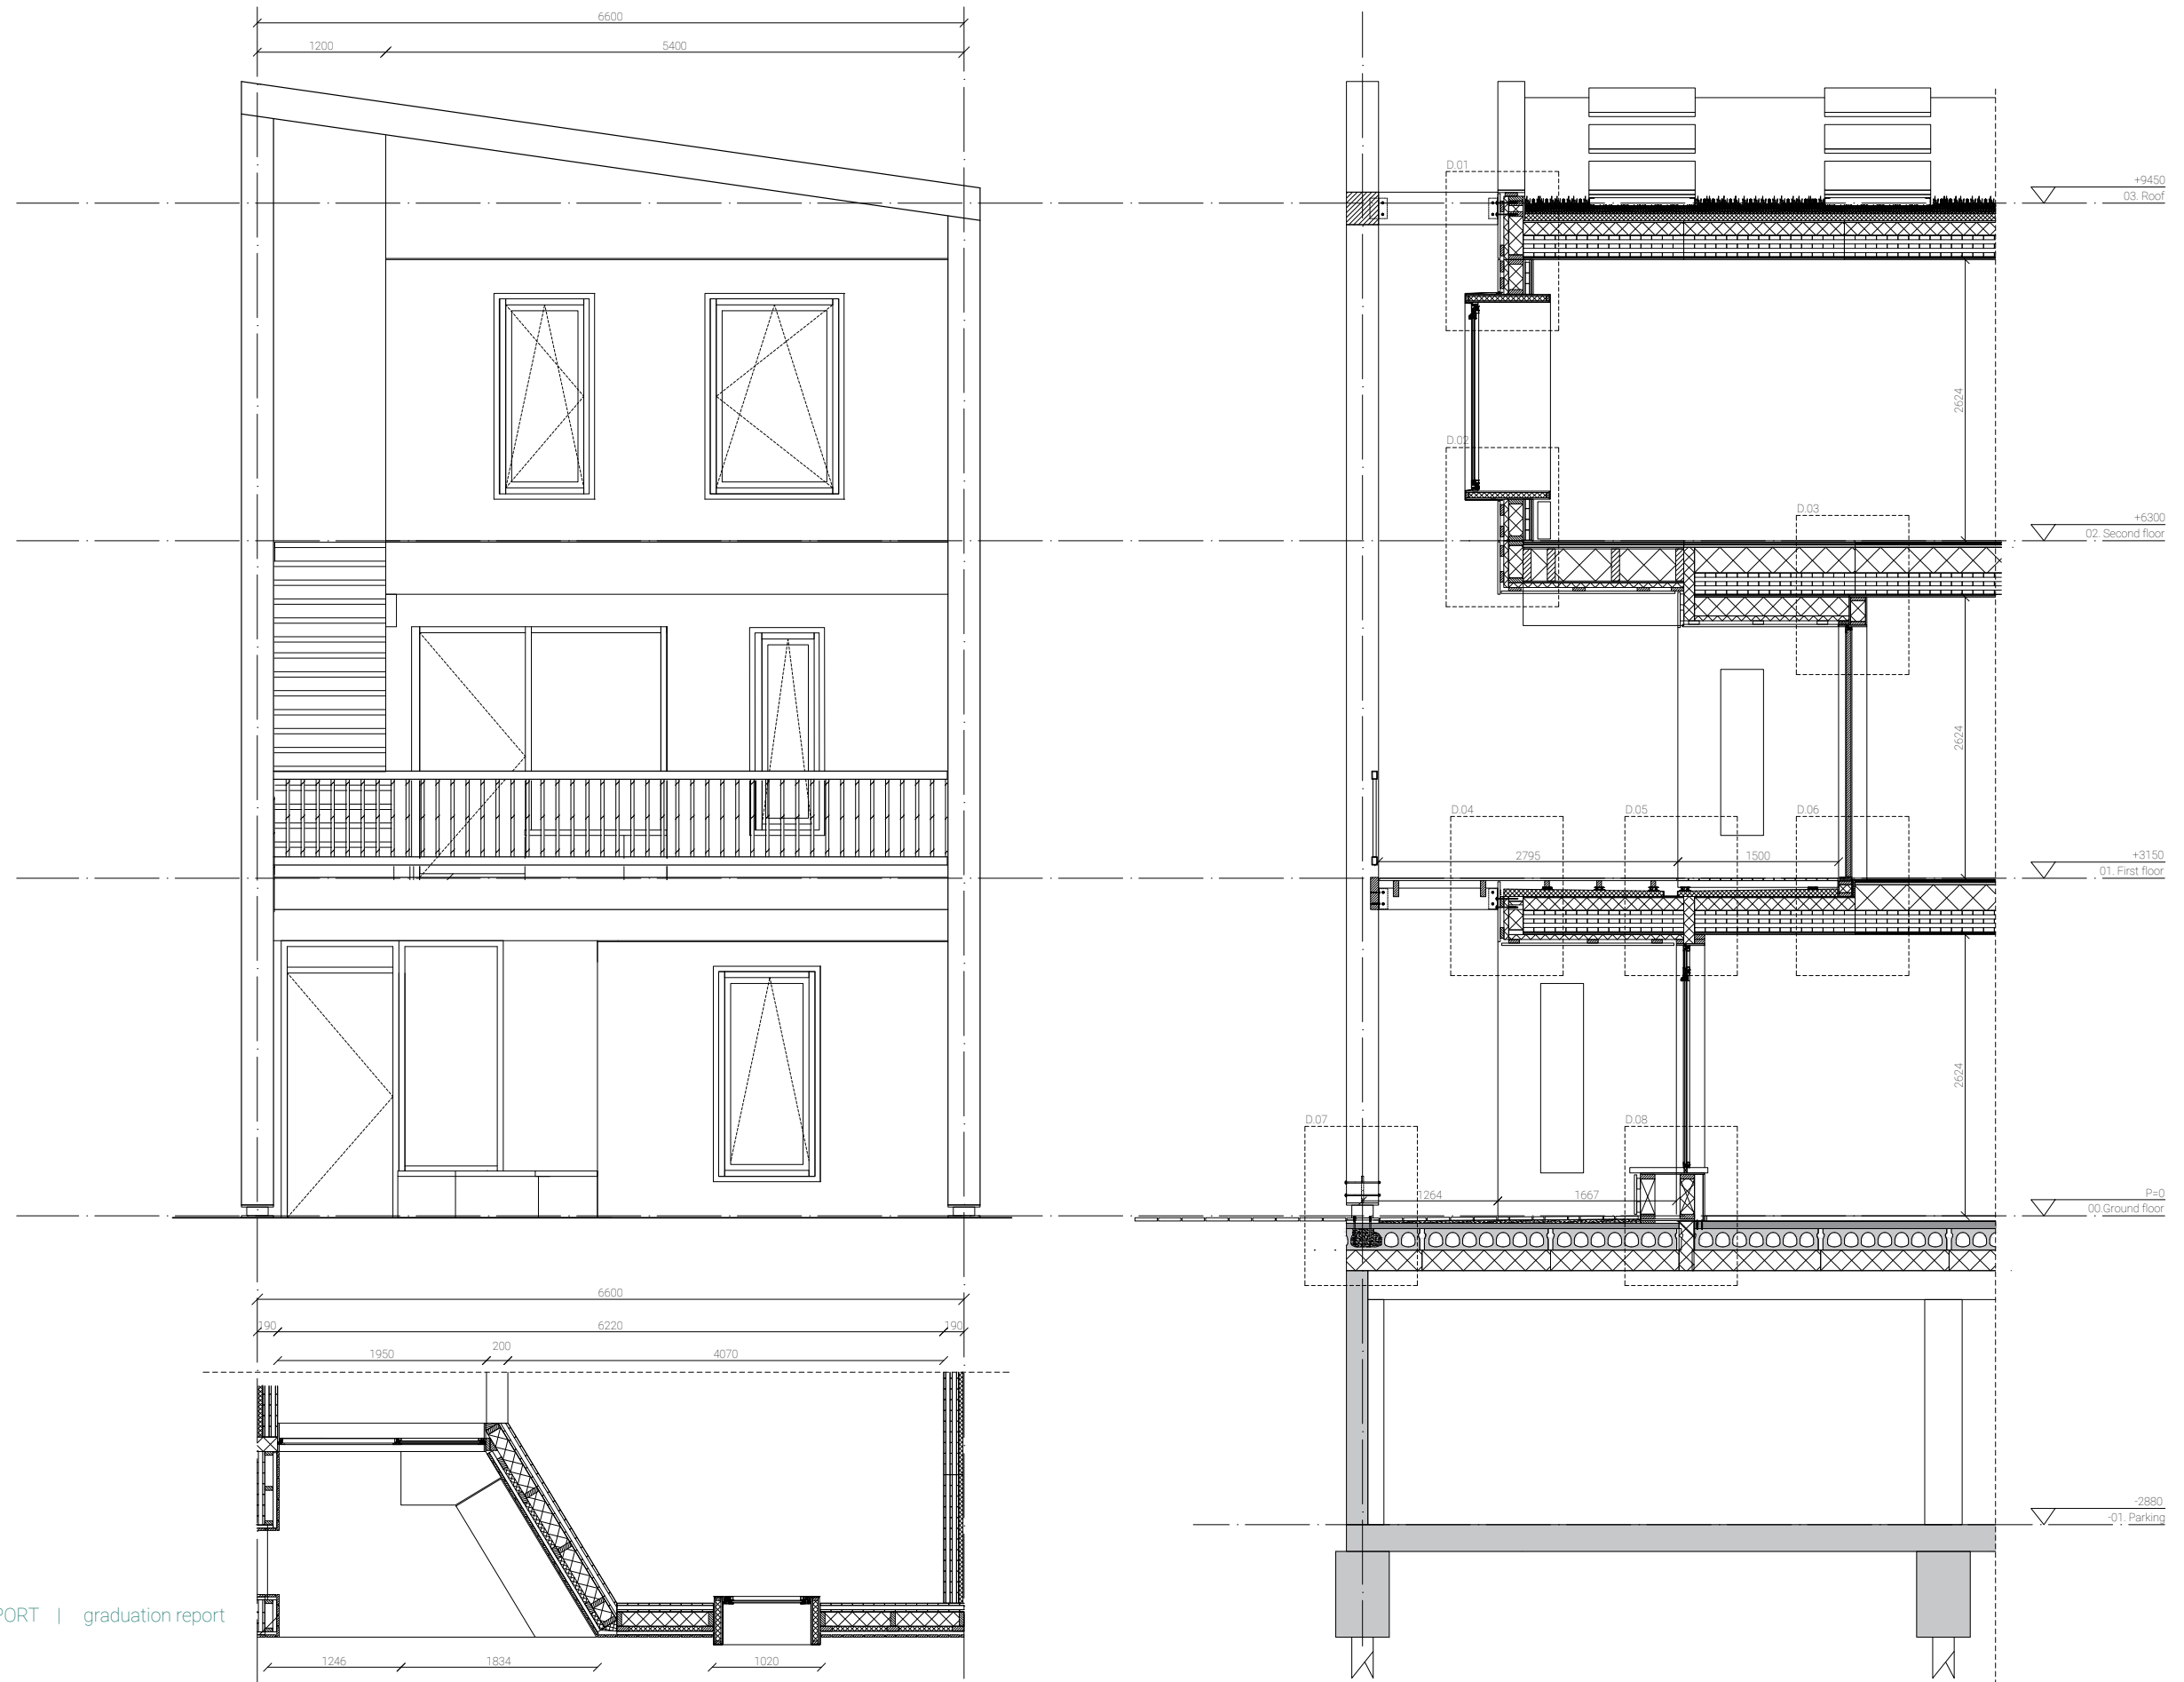 6600
1200 5400
D.01
+9450
03. Roof
2624
D.02
D.03
+6300
02. Second floor
2624
D.04 D.05 D.06
2795 1500
+3150
01. First floor
2624
D.07 D.08
1264 1667
P=0
00.Ground floor
6600
190 6220 190
200
1950 4070
-2880
-01. Parking
PORT | graduation report
1246 1834 1020